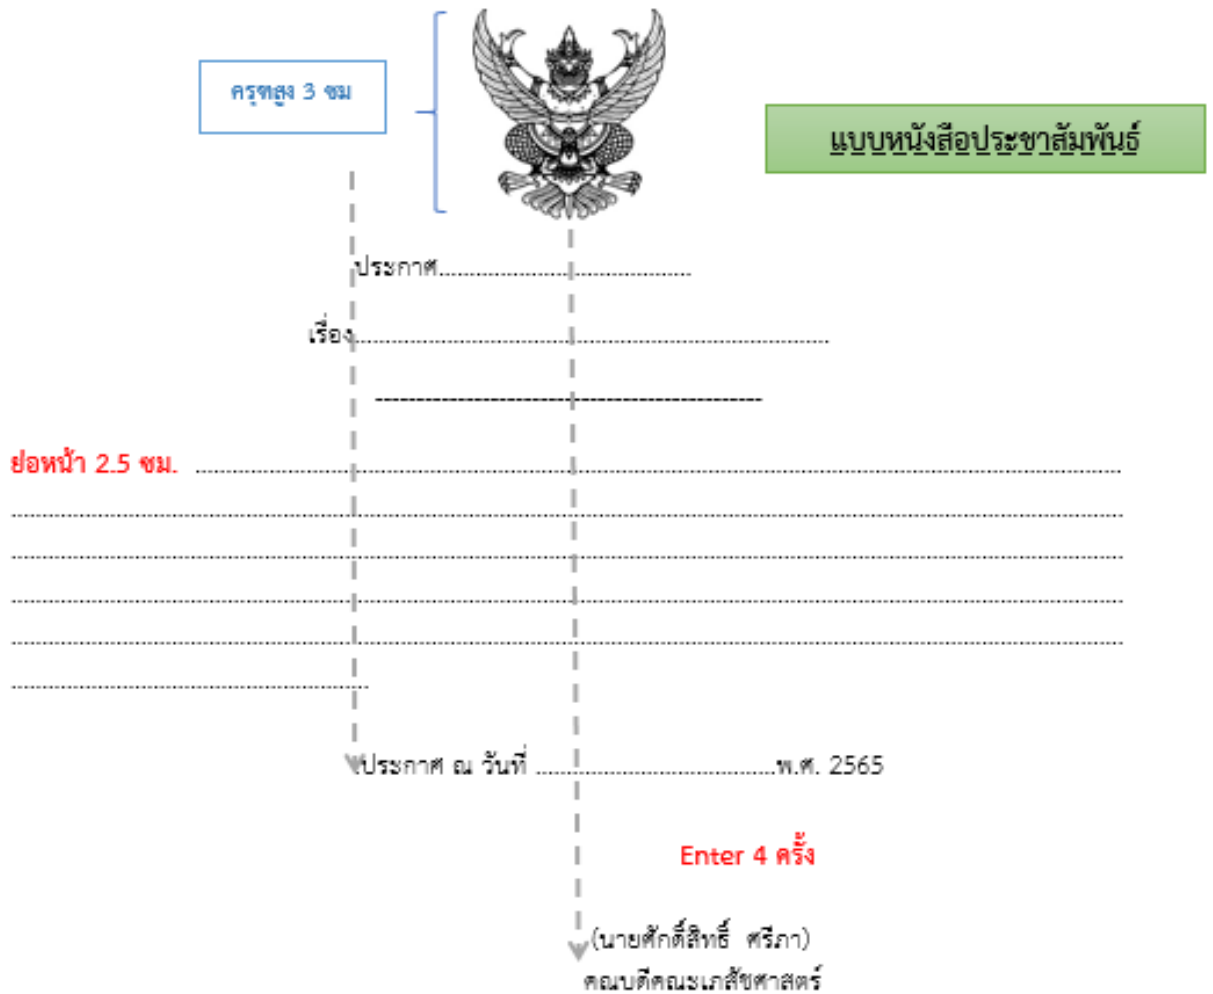 ครุฑสูง 3 ซม
แบบหนังสือประชาสัมพันธ์
ประกาศ........................................
เรื่อง...........................................................................
-----------------------------------------------
ย่อหน้า 2.5 ซม. ...................................................................................................................................
..............................................................................................................................................................
..............................................................................................................................................................
..............................................................................................................................................................
..............................................................................................................................................................
...................................................
ประกาศ ณ วันที่ ......................................พ.ศ. 2565
Enter 4 ครั้ง
(นายศักดิ์สิทธิ์ ศรีภา)
คณบดีคณะเภสัชศาสตร์